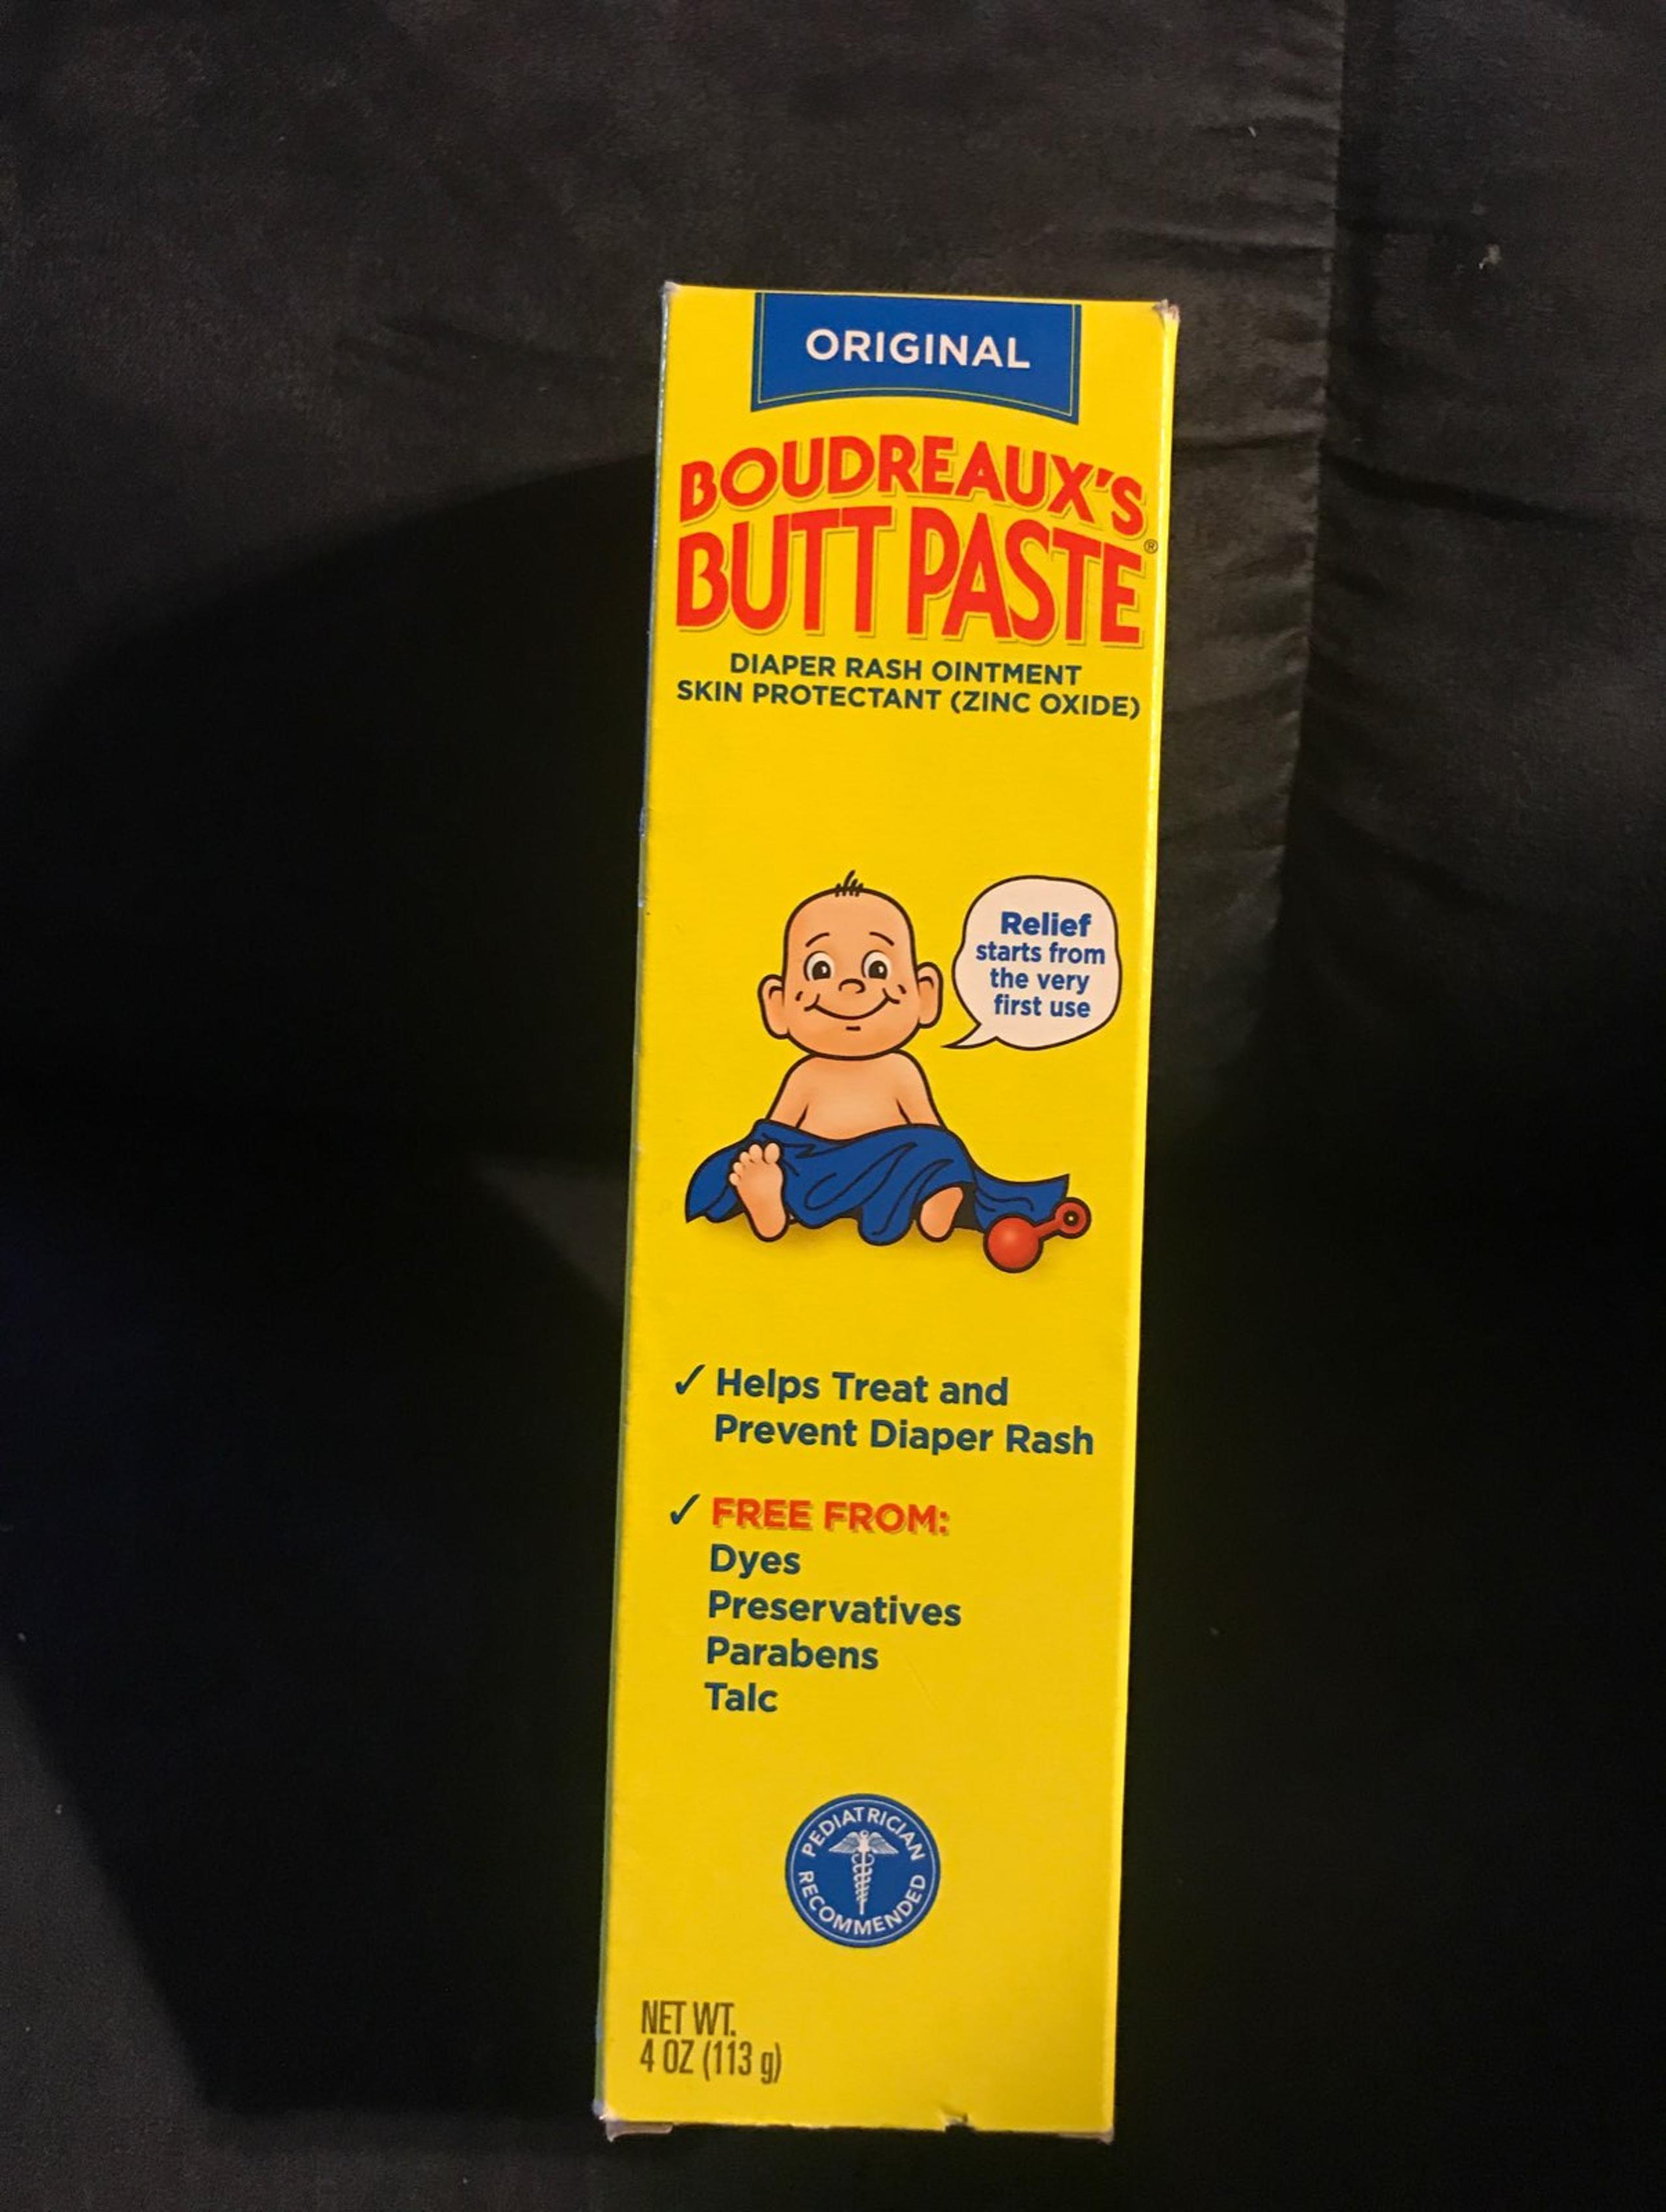 ORIGINAL
BOUDREAUX'S
BUTT PASTE®
DIAPER RASH OINTMENT
SKIN PROTECTANT (ZINC OXIDE)
Relief
starts from
the very
first use
✓ Helps Treat and
Prevent Diaper Rash
✓ FREE FROM:
Dyes
Preservatives
Parabens
Talc
PEDIATRICIAN
RECOMMENDED
NET WT.
4 OZ (113 g)